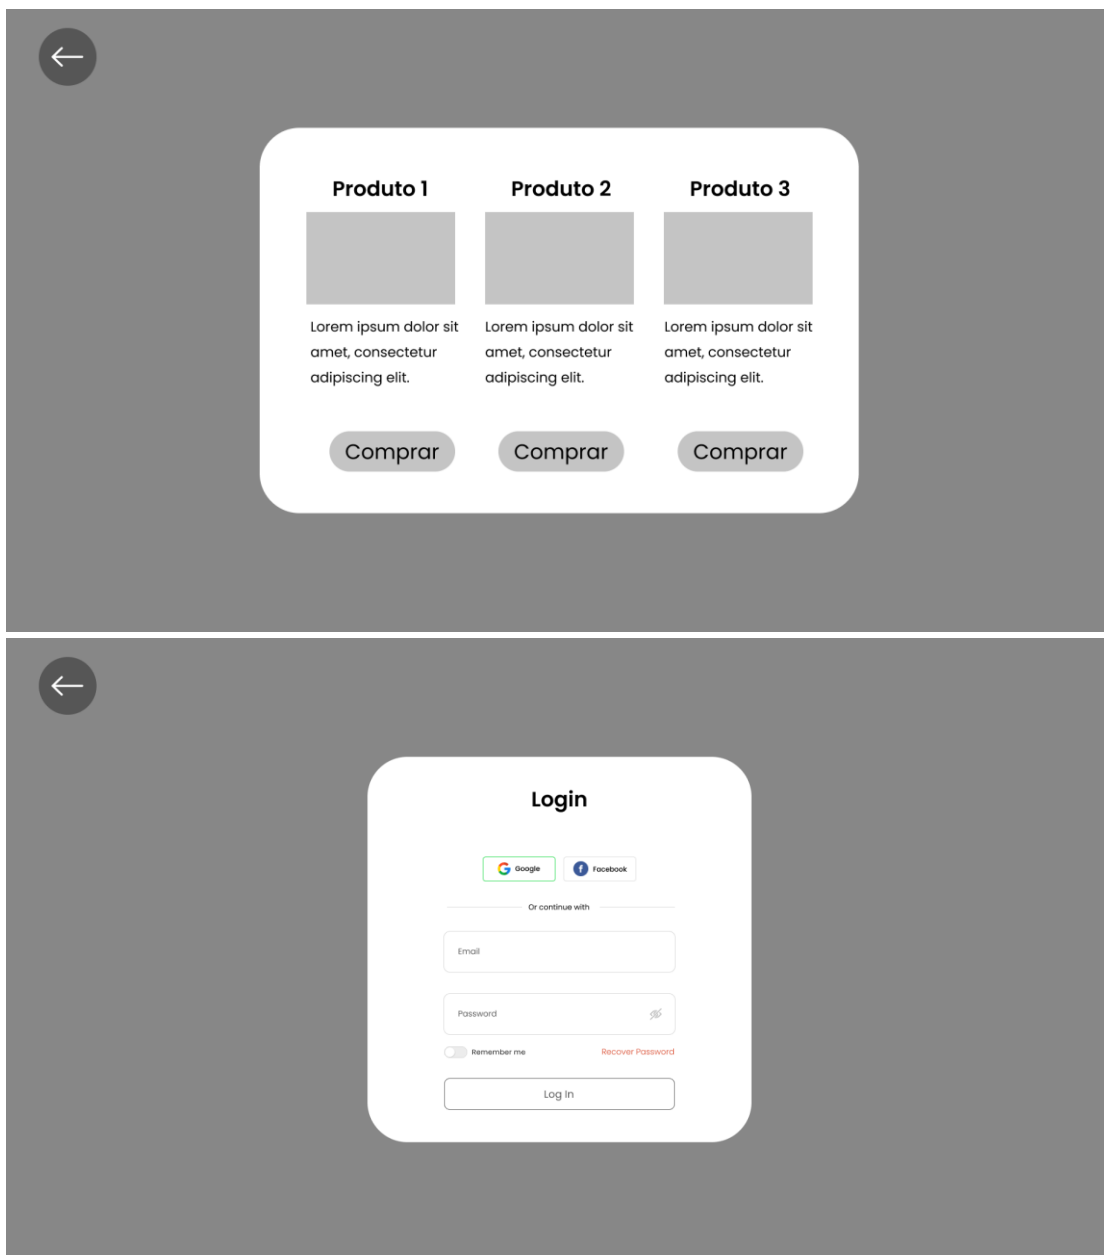 Produto 1
Produto 2
Produto 3
Lorem ipsum dolor sit
amet, consectetur
adipiscing elit.
Lorem ipsum dolor sit
amet, consectetur
adipiscing elit.
Lorem ipsum dolor sit
amet, consectetur
adipiscing elit.
Comprar
Comprar
Comprar
Login
Google
Facebook
Or continue with
Email
Password
Remember me
Recover Password
Log In